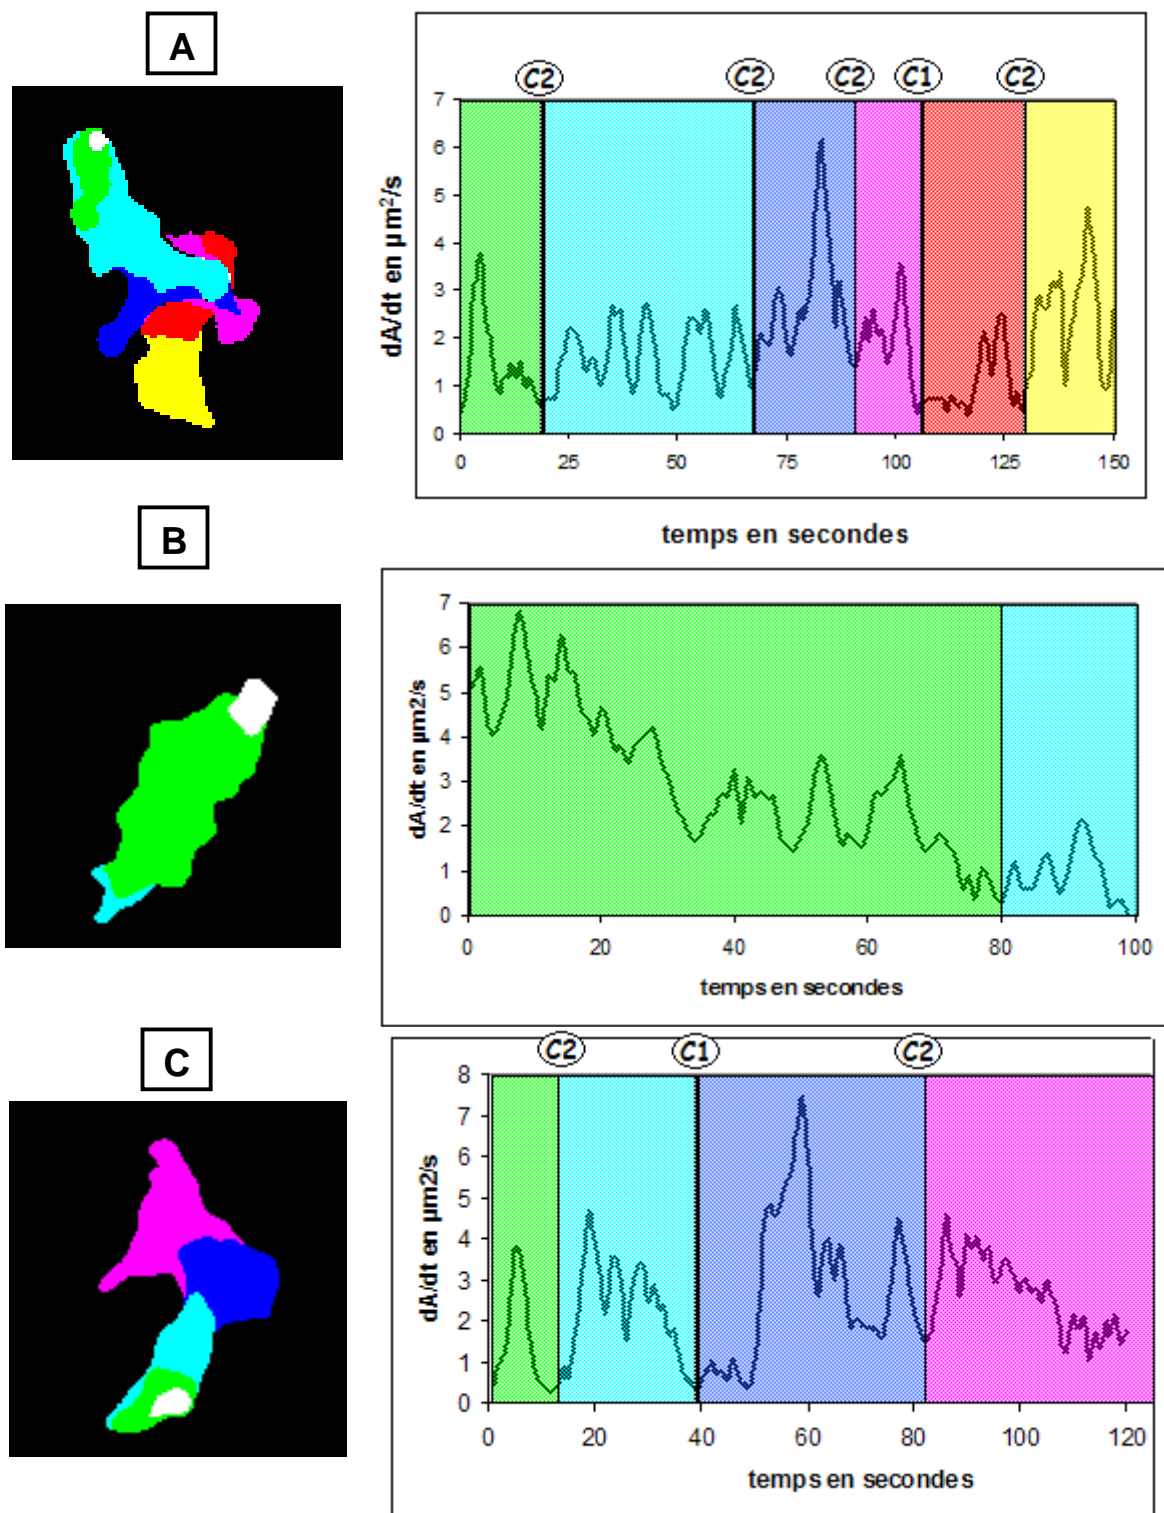 A
C2 C2 C2 C1 C2
7
6
5
4
3
2
1
0
dA/dt en µm²/s
0 25 50 75 100 125 150
temps en secondes
B
7
6
5
4
3
2
1
0
dA/dt en µm2/s
0 20 40 60 80 100
temps en secondes
C
C2 C1 C2
8
7
6
5
4
3
2
1
0
dA/dt en µm2/s
0 20 40 60 80 100 120
temps en secondes